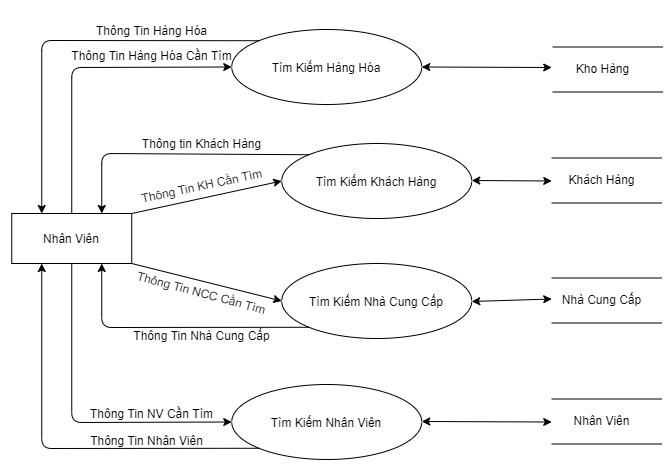 Thông Tin Hàng Hóa
Thông Tin Hàng Hóa Cần Tìm
Tìm Kiếm Hàng Hóa
Kho Hàng
Thông tin Khách Hàng
Thông Tin KH Cần Tìm
Tìm Kiếm Khách Hàng
Khách Hàng
Nhân Viên
Thông Tin NCC Cần Tìm
Tìm Kiếm Nhà Cung Cấp
Nhà Cung Cấp
Thông Tin Nhà Cung Cấp
Thông Tin NV Cần Tìm
Tìm Kiếm Nhân Viên
Nhân Viên
Thông Tin Nhân Viên